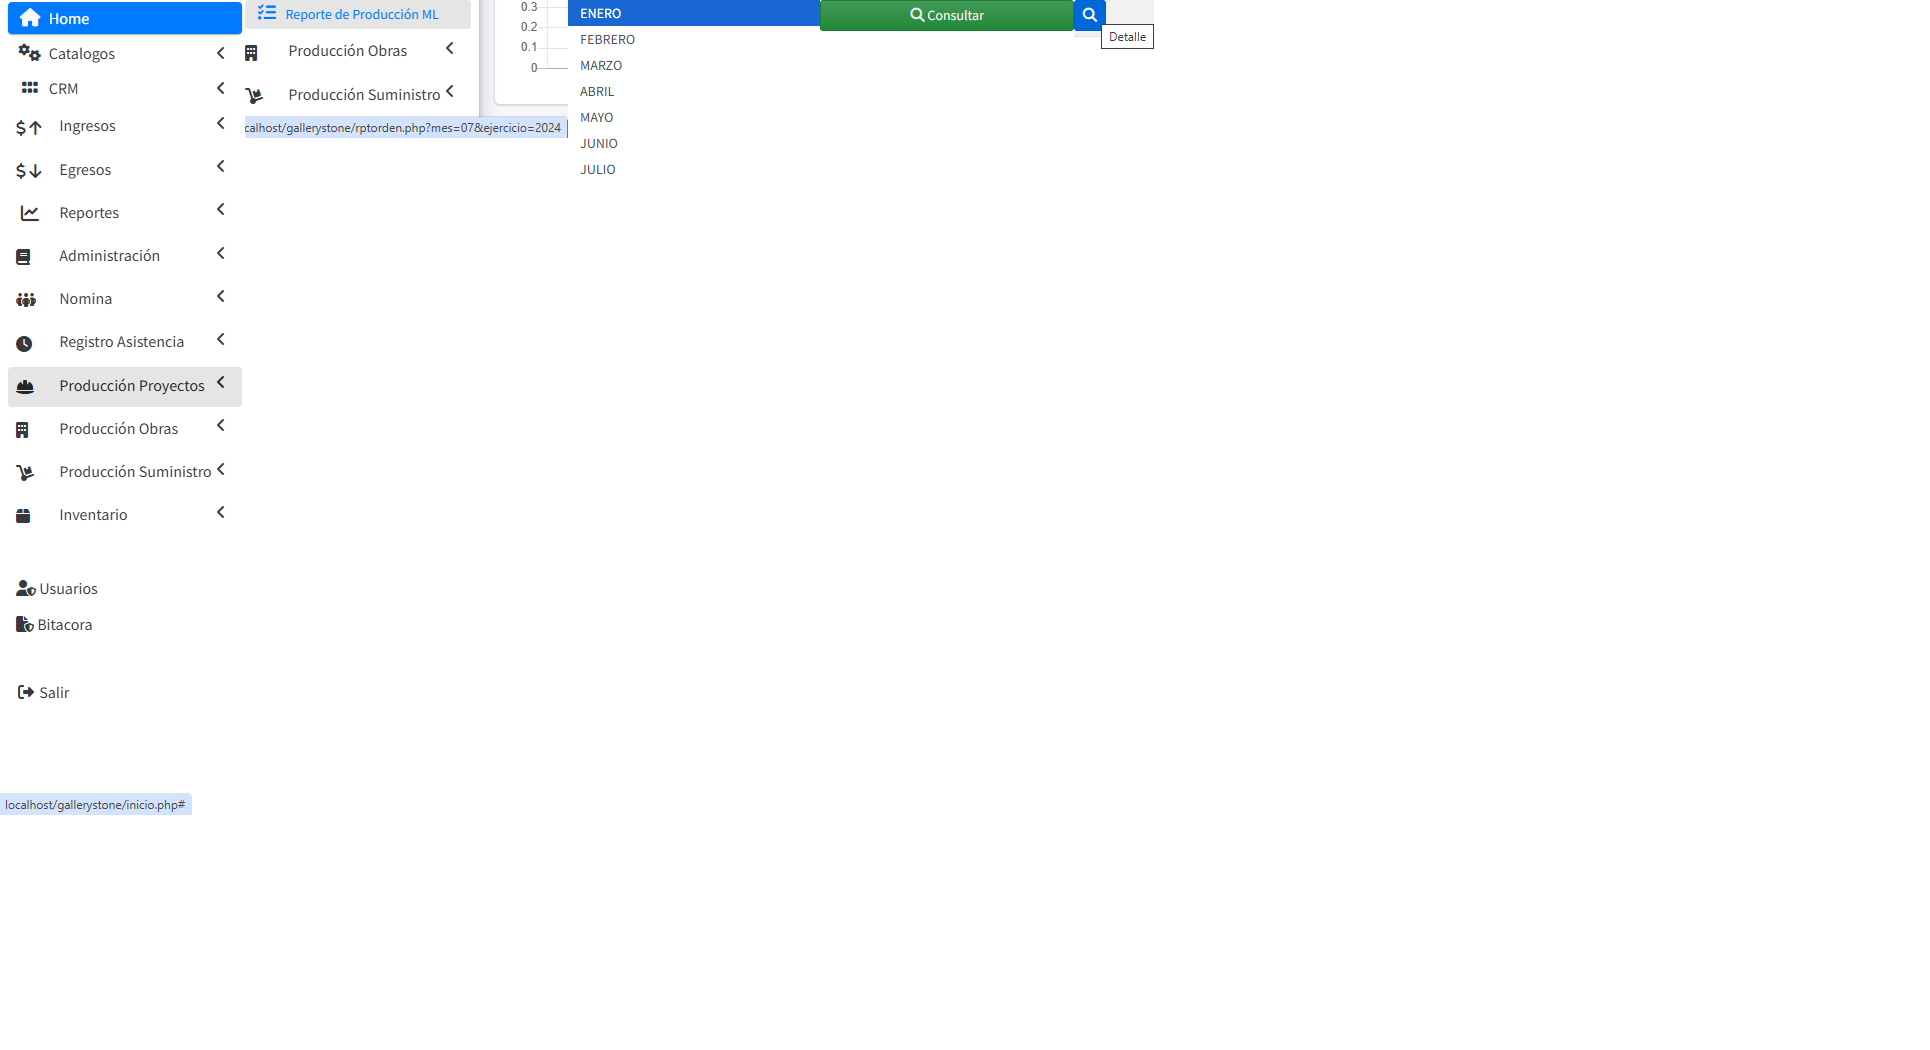 Home
Catalogos
CRM
Ingresos
Egresos
Reportes
Administración
Nomina
Registro Asistencia
Producción Proyectos
Producción Obras
Producción Suministro
Inventario
Usuarios
Bitacora
Salir
localhost/gallerystone/inicio.php#
Reporte de Producción ML
Producción Obras
Producción Suministro
calhost/gallerystone/rptorden.php?mes=07&ejercicio=2024
0.3
0.2
0.1
0
ENERO
FEBRERO
MARZO
ABRIL
MAYO
JUNIO
JULIO
Consultar
Detalle